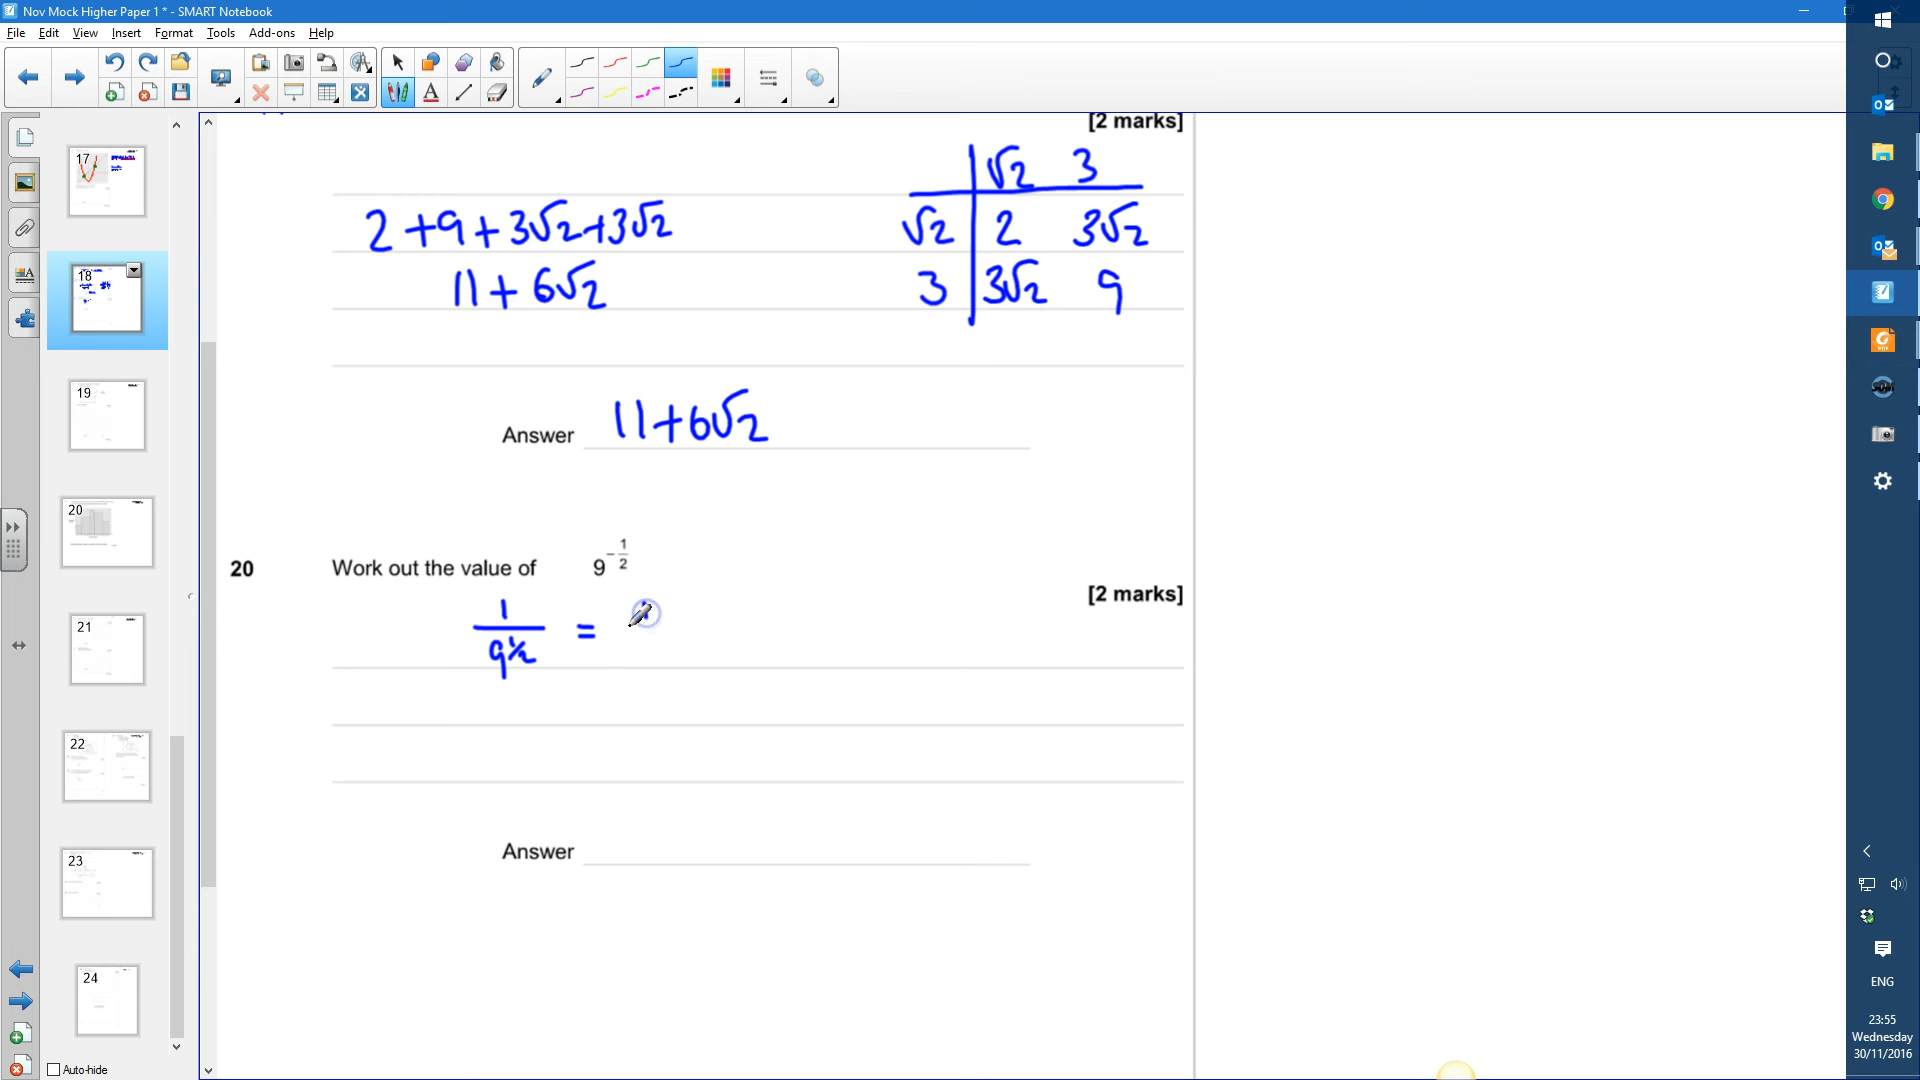 Nov Mock Higher Paper 1 * - SMART Notebook
File Edit View Insert Format Tools Add-ons Help
[2 marks]
√2 3
2 + 9 + 3√2 + 3√2
√2 2 3√2
11 + 6√2
3 3√2 9
Answer 11 + 6√2
20 Work out the value of 9^(-1/2)
[2 marks]
1/9^½ =
Answer
17
18
19
20
21
22
23
24
Auto-hide
ENG
23:55
Wednesday
30/11/2016